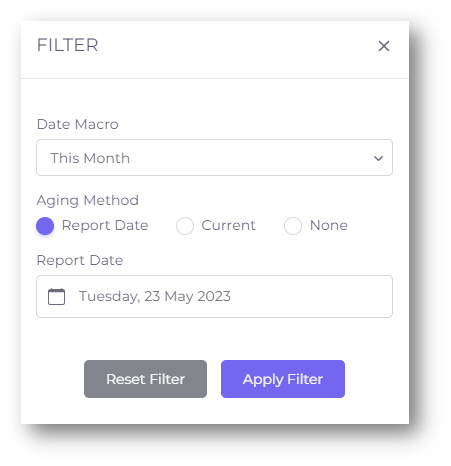 FILTER
Date Macro
This Month
Aging Method
Report Date Current None
Report Date
Tuesday, 23 May 2023
Reset Filter Apply Filter